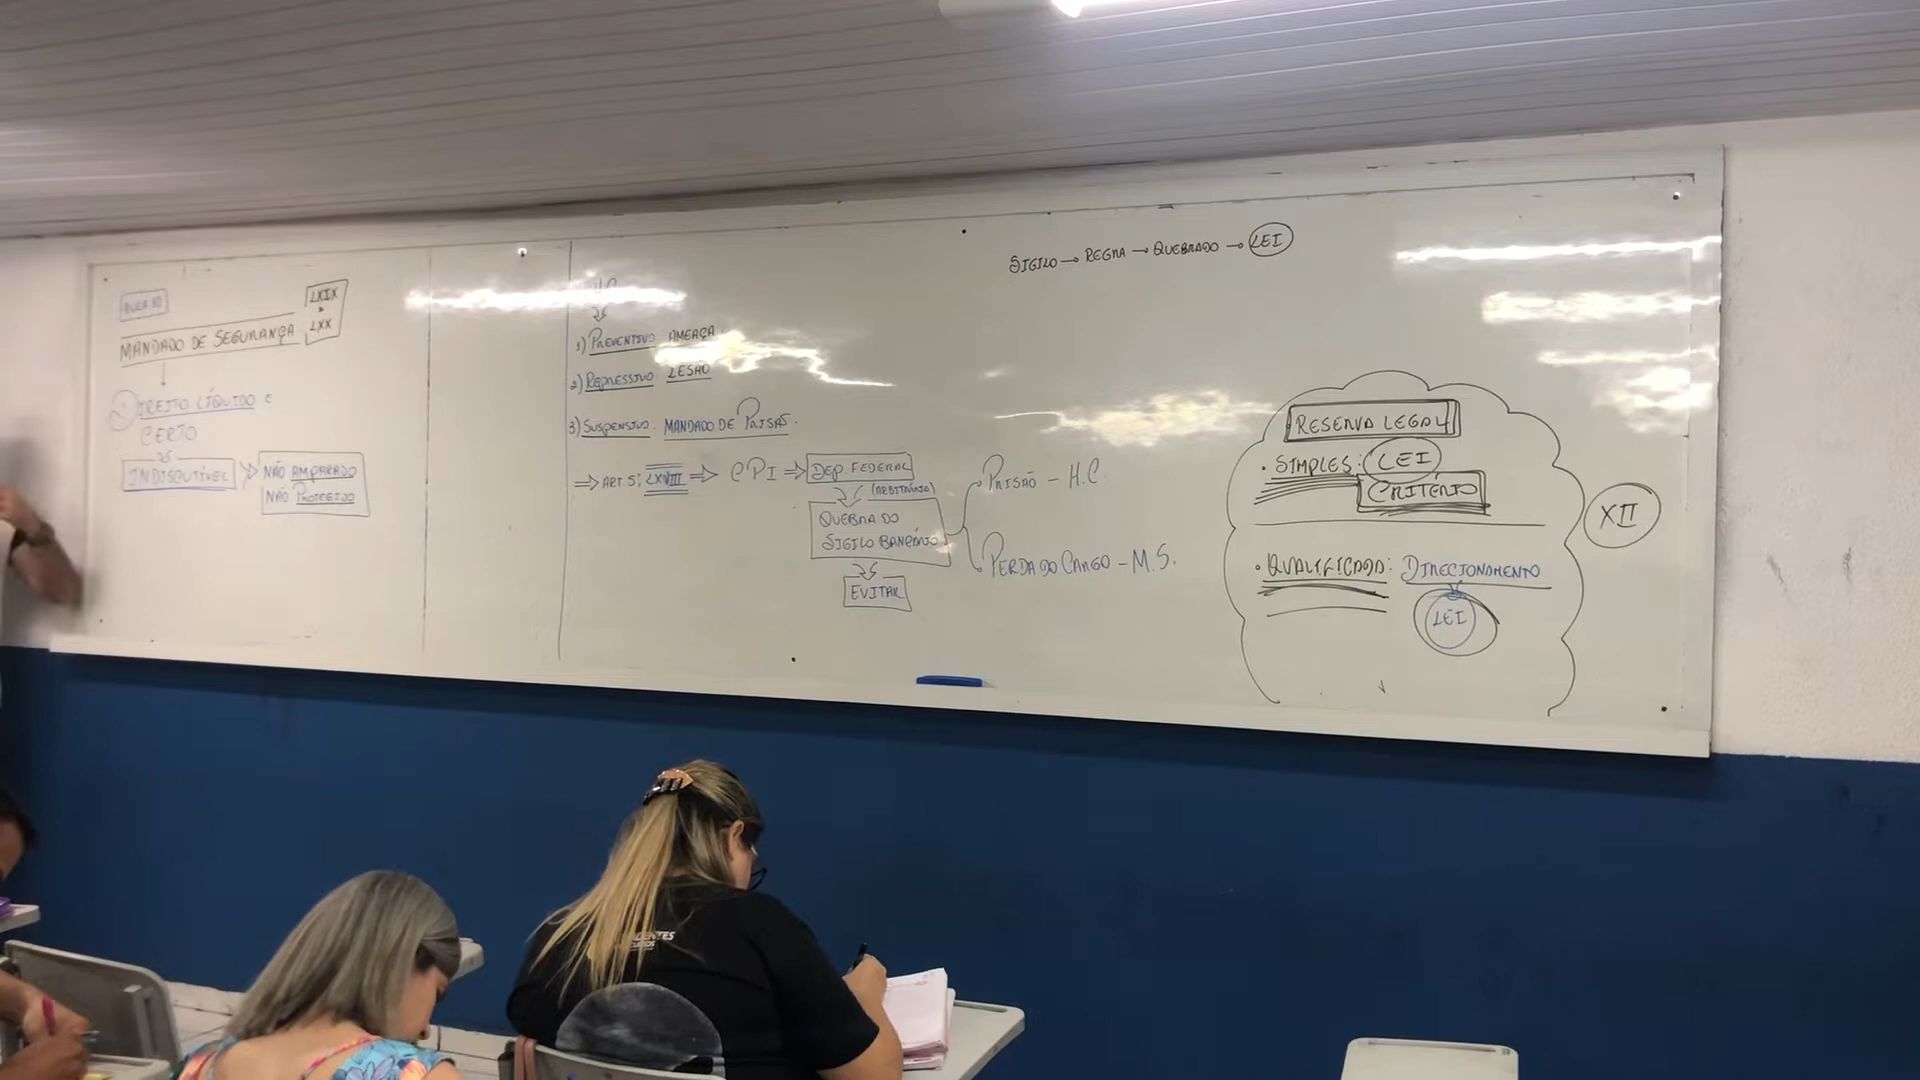 AULA 10
LXIX
LXX
MANDADO DE SEGURANÇA
DIREITO LÍQUIDO E
CERTO
INDISCUTÍVEL
NÃO AMPARADO
NÃO PROTEGIDO
1) PREVENTIVO AMEAÇA
2) REPRESSIVO LESÃO
3) SUSPENSIVO: MANDADO DE PRISÃO.
⇒ ART. 5°, LXVIII ⇒ CPI ⇒ DEP. FEDERAL
(ARBITRÁRIO)
QUEBRA DO
SIGILO BANCÁRIO
EVITAR
PRISÃO - H.C.
PERDA DO CARGO - M.S.
SIGILO → REGRA → QUEBRADO → LEI
RESERVA LEGAL
• SIMPLES: LEI
CRITÉRIO
• QUALIFICADA: DIRECIONAMENTO
LEI
XII